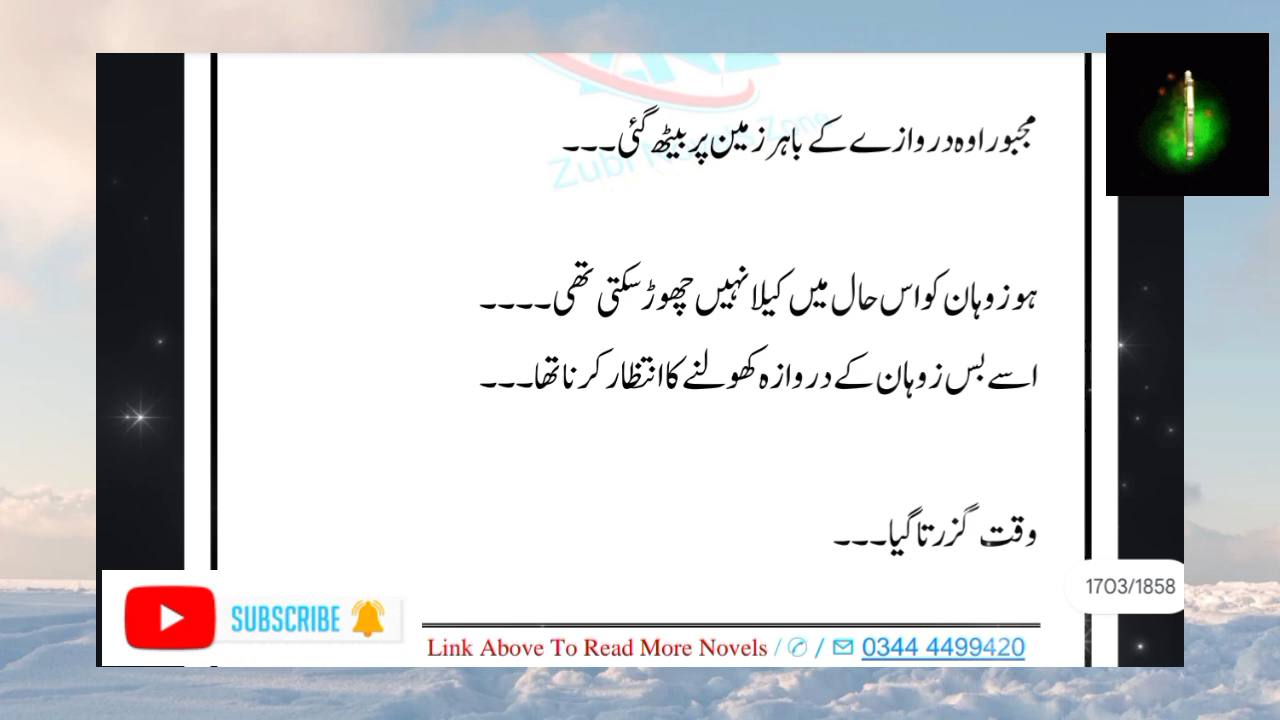 مجبورا وہ دروازے کے باہر زمین پر بیٹھ گئی۔۔۔
ہو زوہان کو اس حال میں کیلا نہیں چھوڑ سکتی تھی۔۔۔۔
اسے بس زوہان کے دروازہ کھولنے کا انتظار کرنا تھا۔۔۔
وقت گزرتا گیا۔۔۔
1703/1858
SUBSCRIBE
Link Above To Read More Novels / ✆ / ✉ 0344 4499420